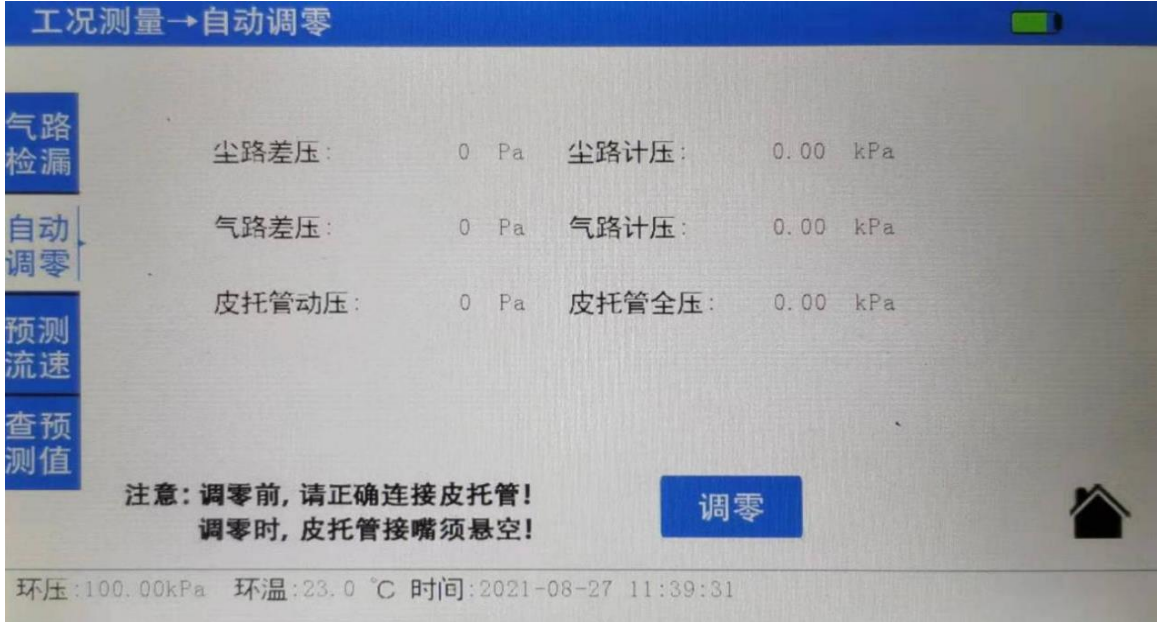 工况测量→自动调零
气路
检漏
自动
调零
预测
流速
查预
测值
尘路差压: 0 Pa 尘路计压: 0.00 kPa
气路差压: 0 Pa 气路计压: 0.00 kPa
皮托管动压: 0 Pa 皮托管全压: 0.00 kPa
注意: 调零前, 请正确连接皮托管!
调零时, 皮托管接嘴须悬空!
调零
环压:100.00kPa 环温:23.0 ℃ 时间:2021-08-27 11:39:31